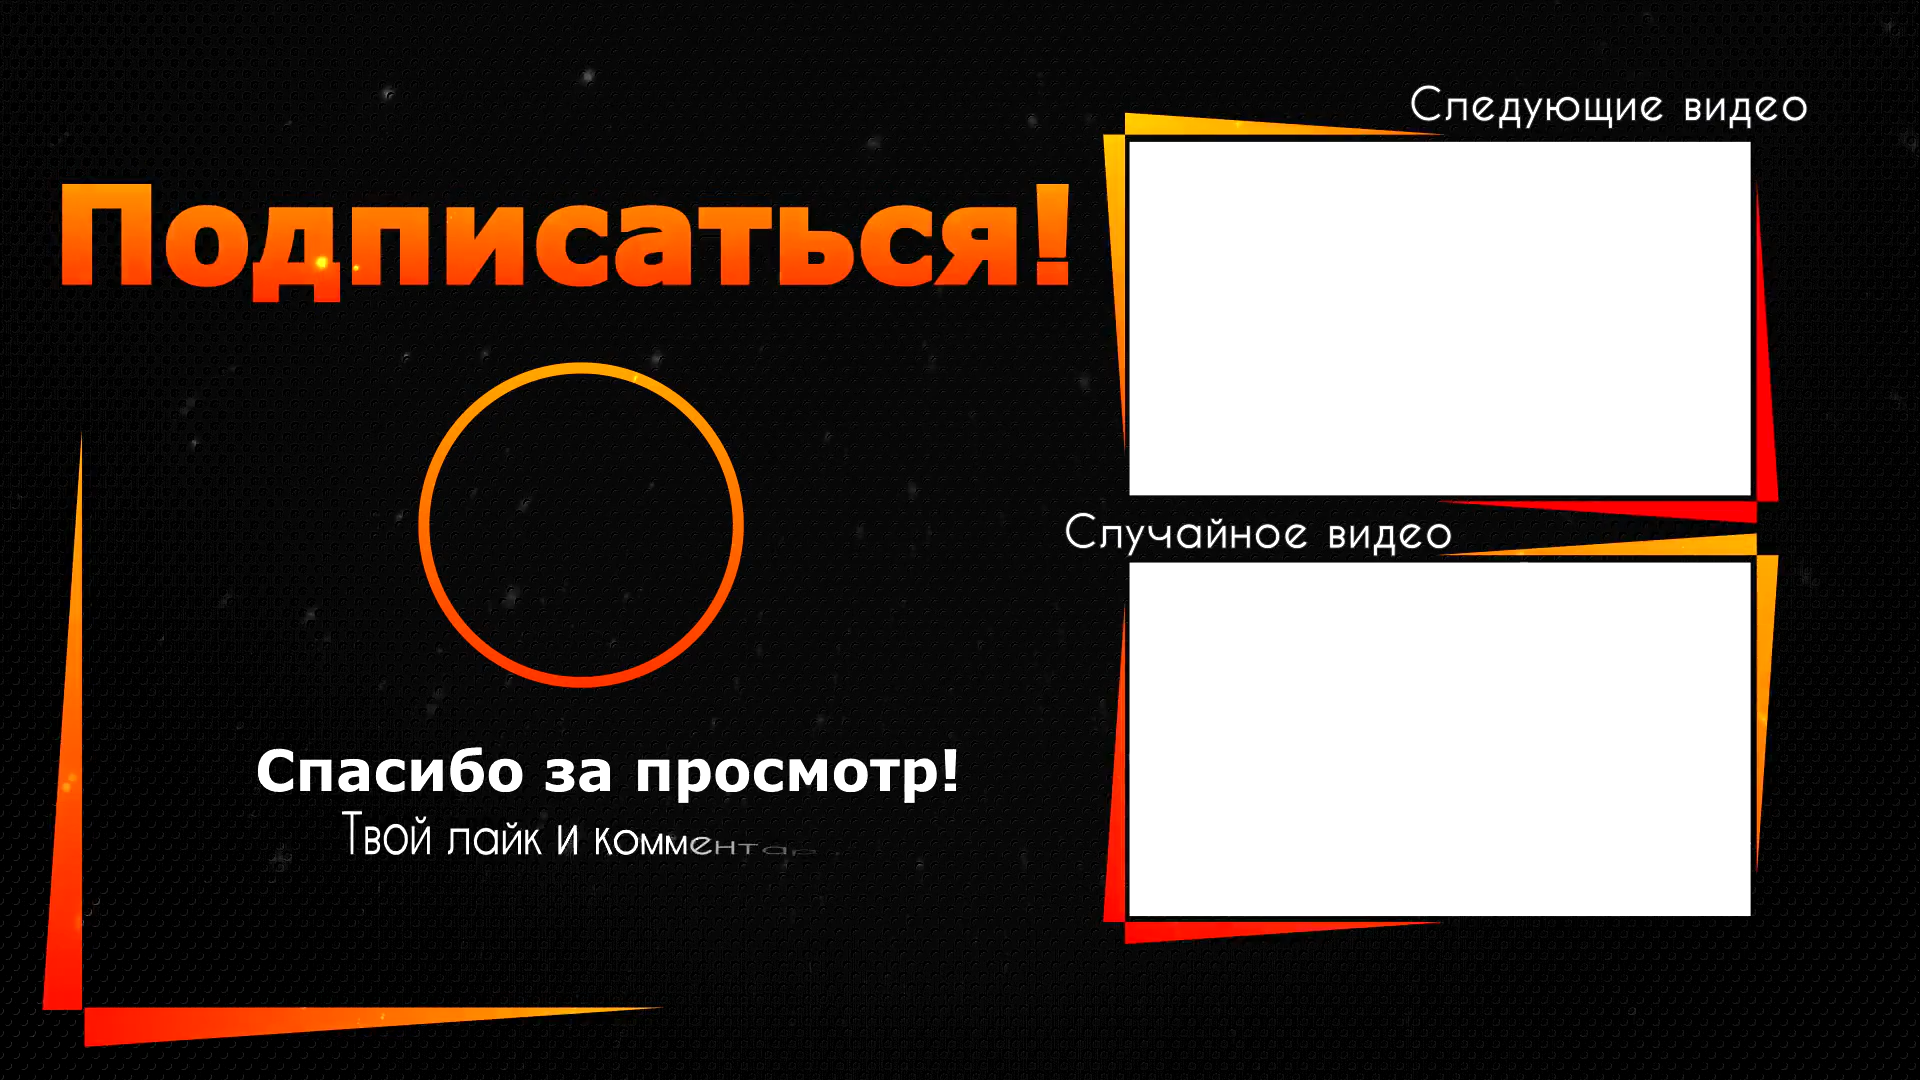 Следующие видео
Подписаться!
Случайное видео
Спасибо за просмотр!
Твой лайк и